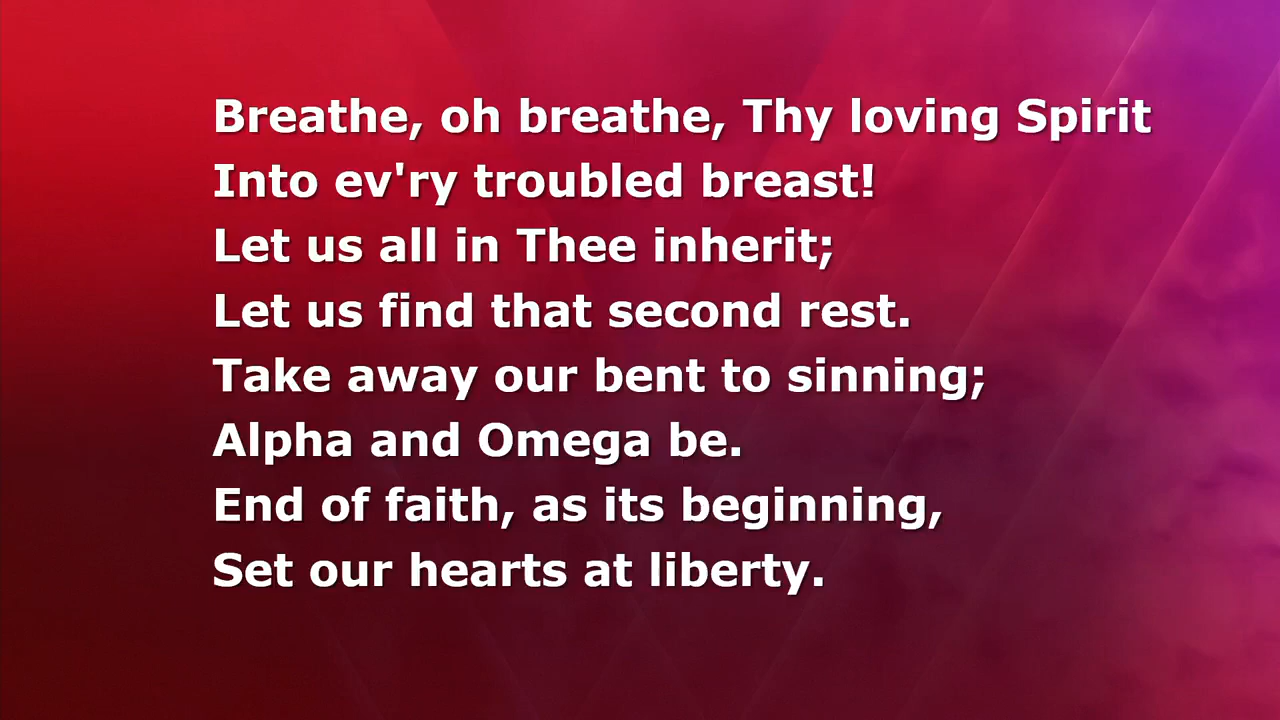 Breathe, oh breathe, Thy loving Spirit
Into ev'ry troubled breast!
Let us all in Thee inherit;
Let us find that second rest.
Take away our bent to sinning;
Alpha and Omega be.
End of faith, as its beginning,
Set our hearts at liberty.